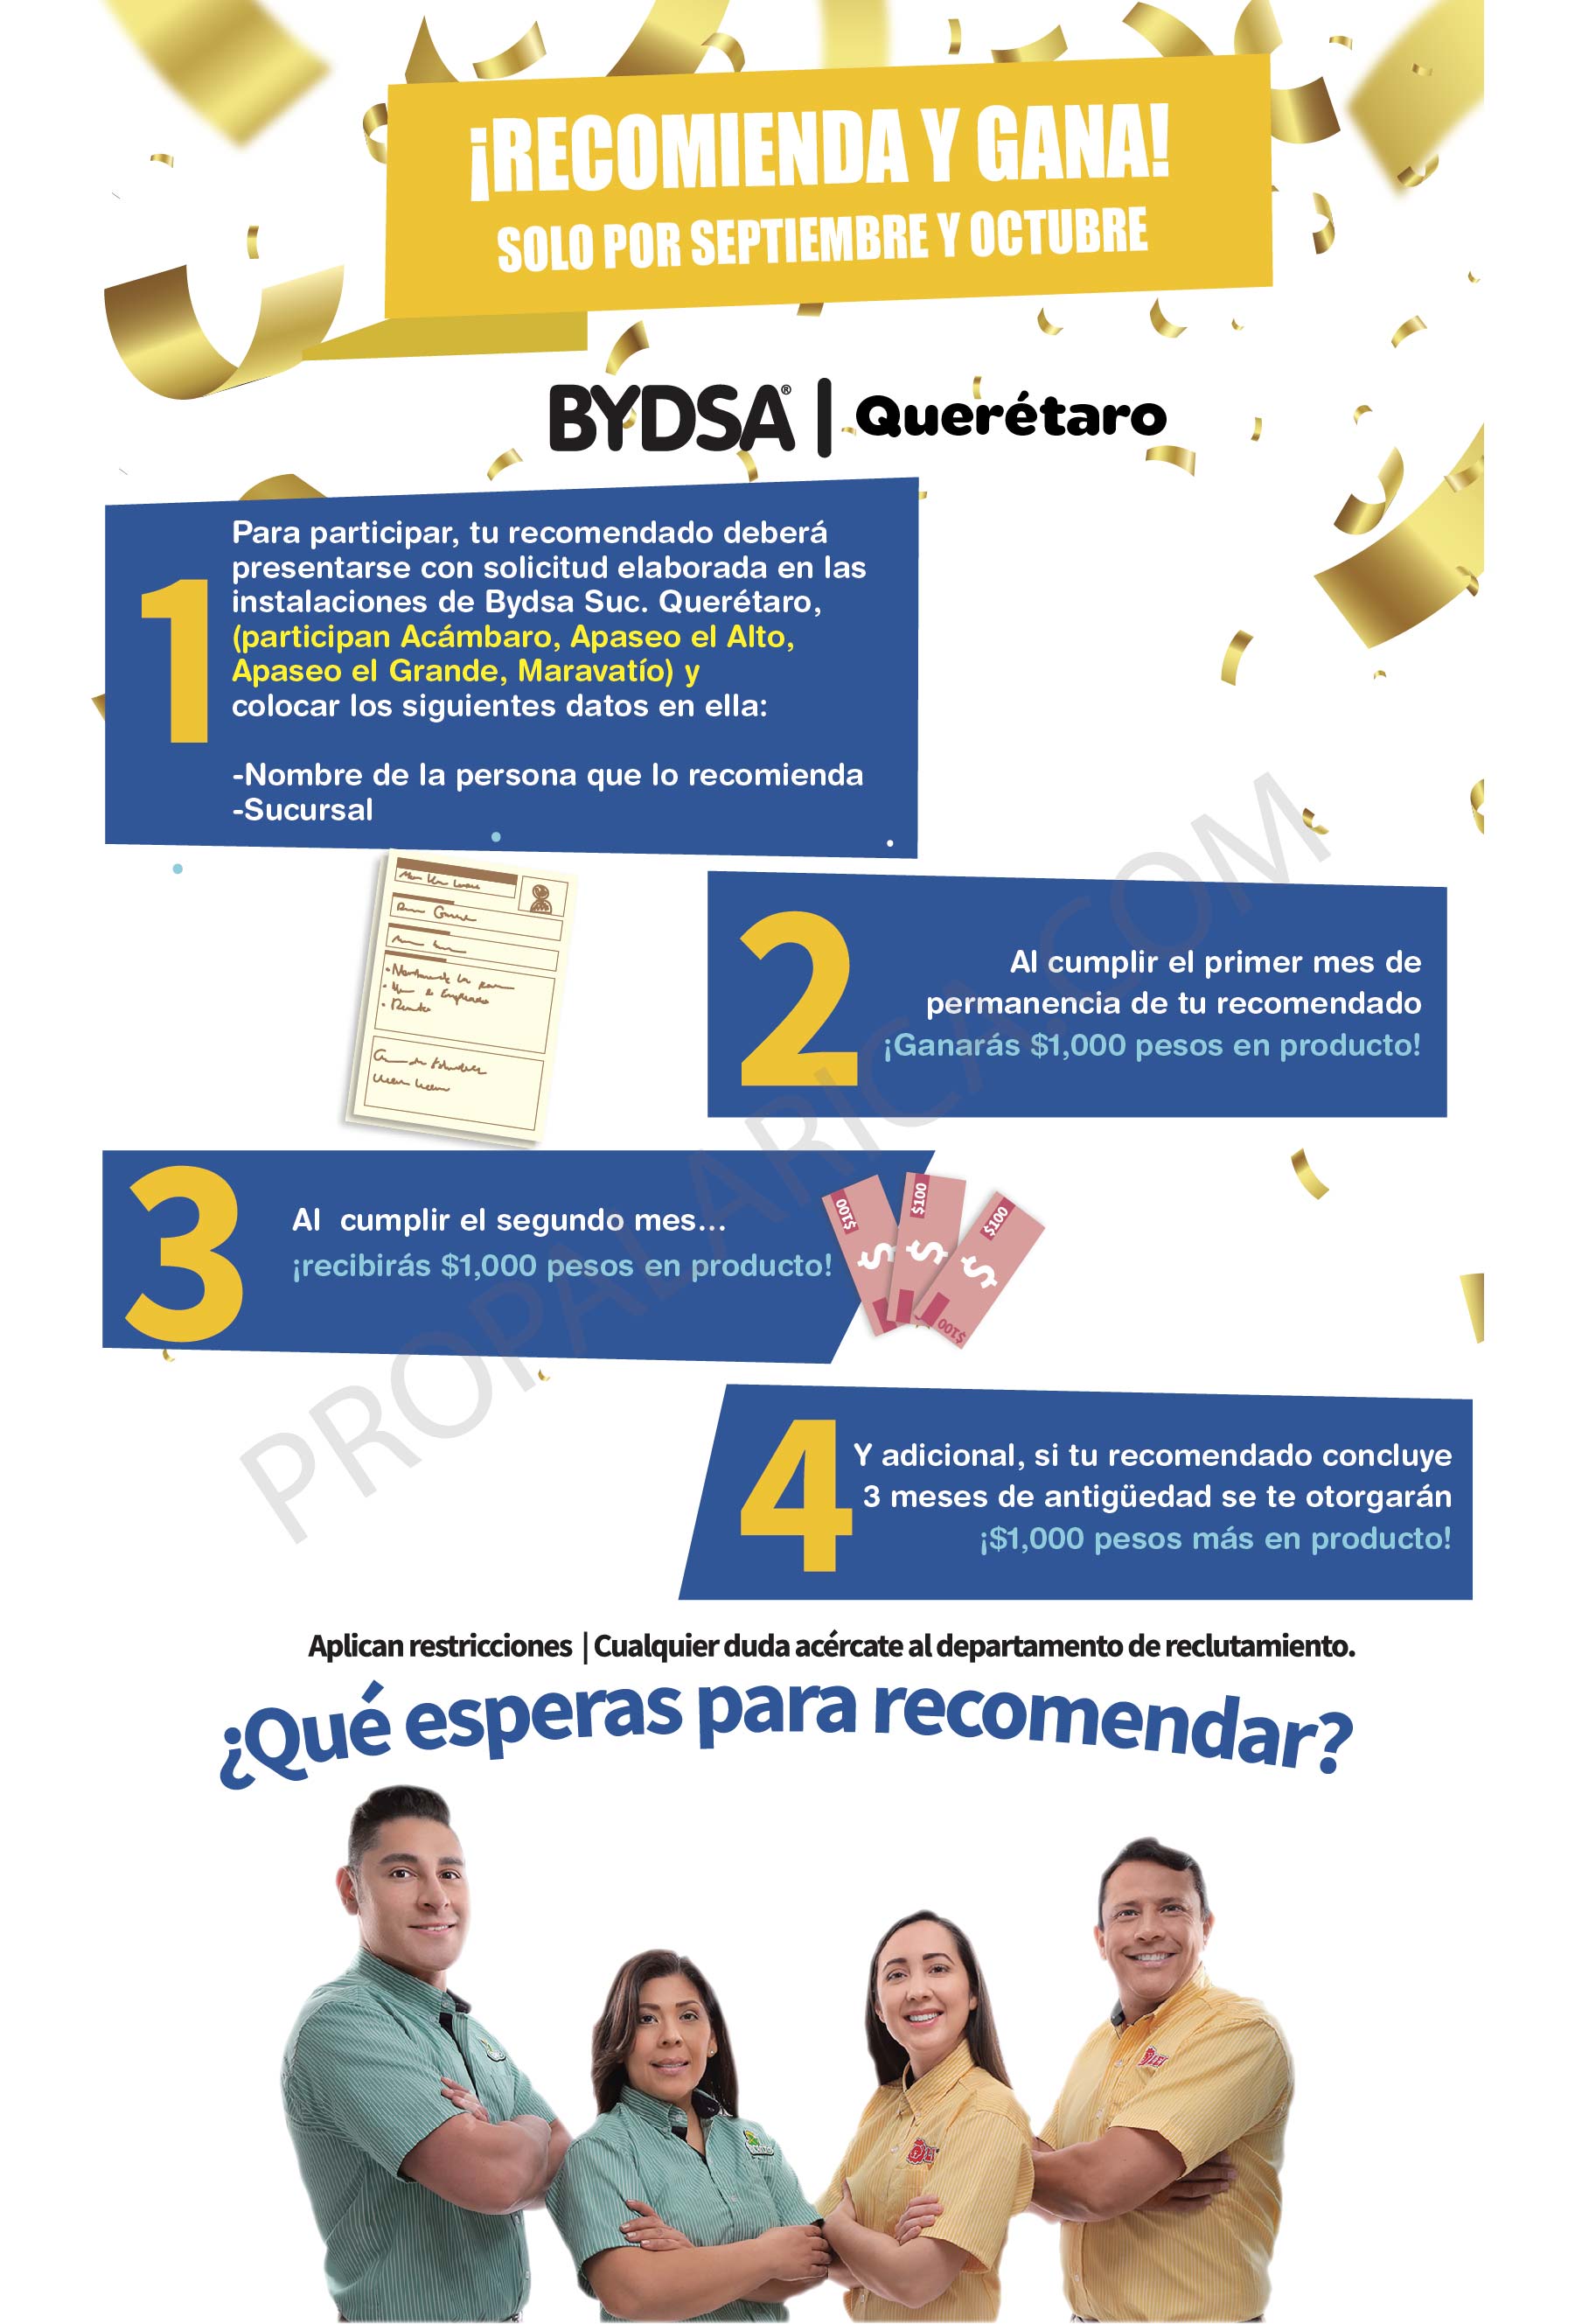 ¡RECOMIENDA Y GANA!
SOLO POR SEPTIEMBRE Y OCTUBRE
BYDSA® | Querétaro
1
Para participar, tu recomendado deberá
presentarse con solicitud elaborada en las
instalaciones de Bydsa Suc. Querétaro,
(participan Acámbaro, Apaseo el Alto,
Apaseo el Grande, Maravatío) y
colocar los siguientes datos en ella:
-Nombre de la persona que lo recomienda
-Sucursal
2
Al cumplir el primer mes de
permanencia de tu recomendado
¡Ganarás $1,000 pesos en producto!
3
Al cumplir el segundo mes...
¡recibirás $1,000 pesos en producto!
$100
$
$100
$
$100
$
$100
4
Y adicional, si tu recomendado concluye
3 meses de antigüedad se te otorgarán
¡$1,000 pesos más en producto!
PROPALARICA.COM
Aplican restricciones | Cualquier duda acércate al departamento de reclutamiento.
¿Qué esperas para recomendar?